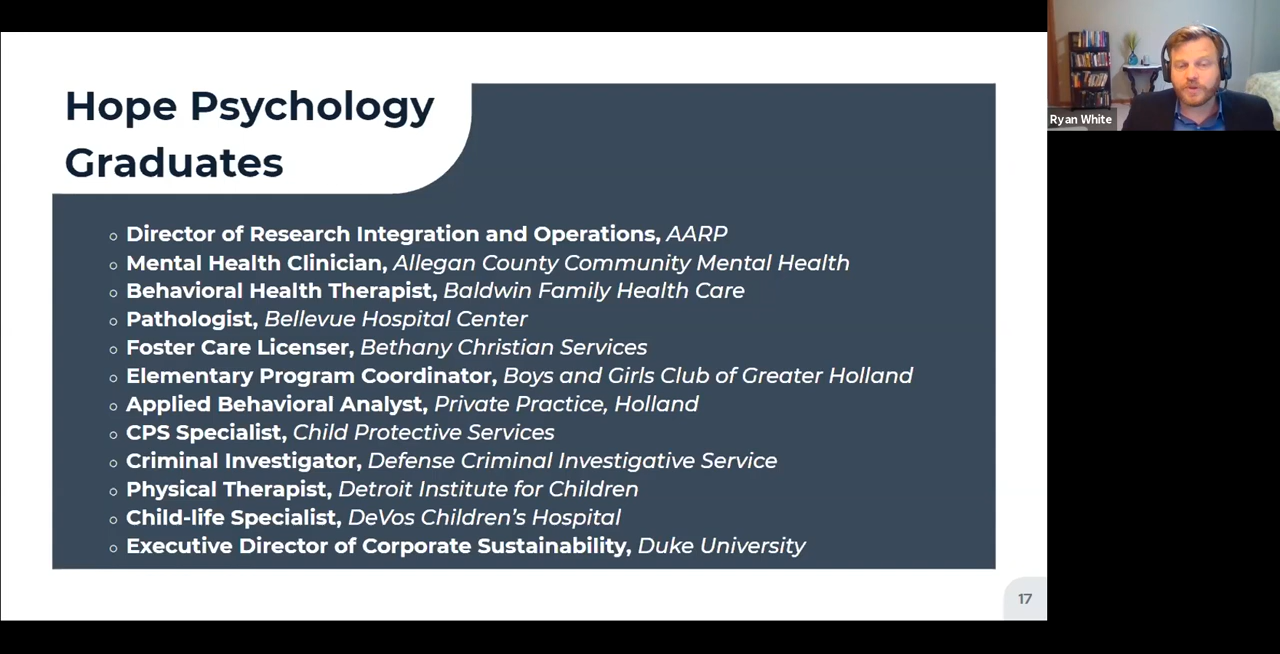 Hope Psychology
Graduates
Director of Research Integration and Operations, AARP
Mental Health Clinician, Allegan County Community Mental Health
Behavioral Health Therapist, Baldwin Family Health Care
Pathologist, Bellevue Hospital Center
Foster Care Licenser, Bethany Christian Services
Elementary Program Coordinator, Boys and Girls Club of Greater Holland
Applied Behavioral Analyst, Private Practice, Holland
CPS Specialist, Child Protective Services
Criminal Investigator, Defense Criminal Investigative Service
Physical Therapist, Detroit Institute for Children
Child-life Specialist, DeVos Children’s Hospital
Executive Director of Corporate Sustainability, Duke University
17
Ryan White